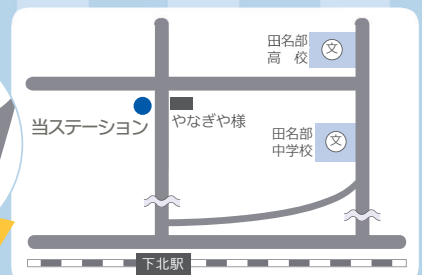 田名部
高　校
文
当ステーション
やなぎや様
田名部
中学校
文
下北駅